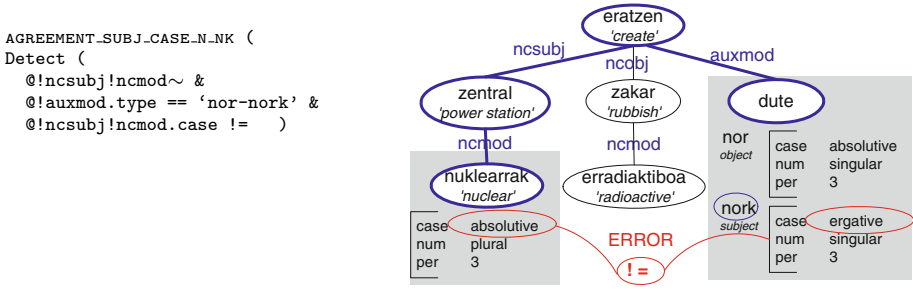 AGREEMENT_SUBJ_CASE_N_NK (
Detect (
@!ncsubj!ncmod~ &
@!auxmod.type == ‘nor-nork’ &
@!ncsubj!ncmod.case != )
eratzen
'create'
ncsubj
ncobj
auxmod
zentral
'power station'
zakar
'rubbish'
dute
ncmod
ncmod
nuklearrak
'nuclear'
erradiaktiboa
'radioactive'
nor
object
case absolutive
num singular
per 3
nork
subject
case ergative
num singular
per 3
case absolutive
num plural
per 3
ERROR
! =